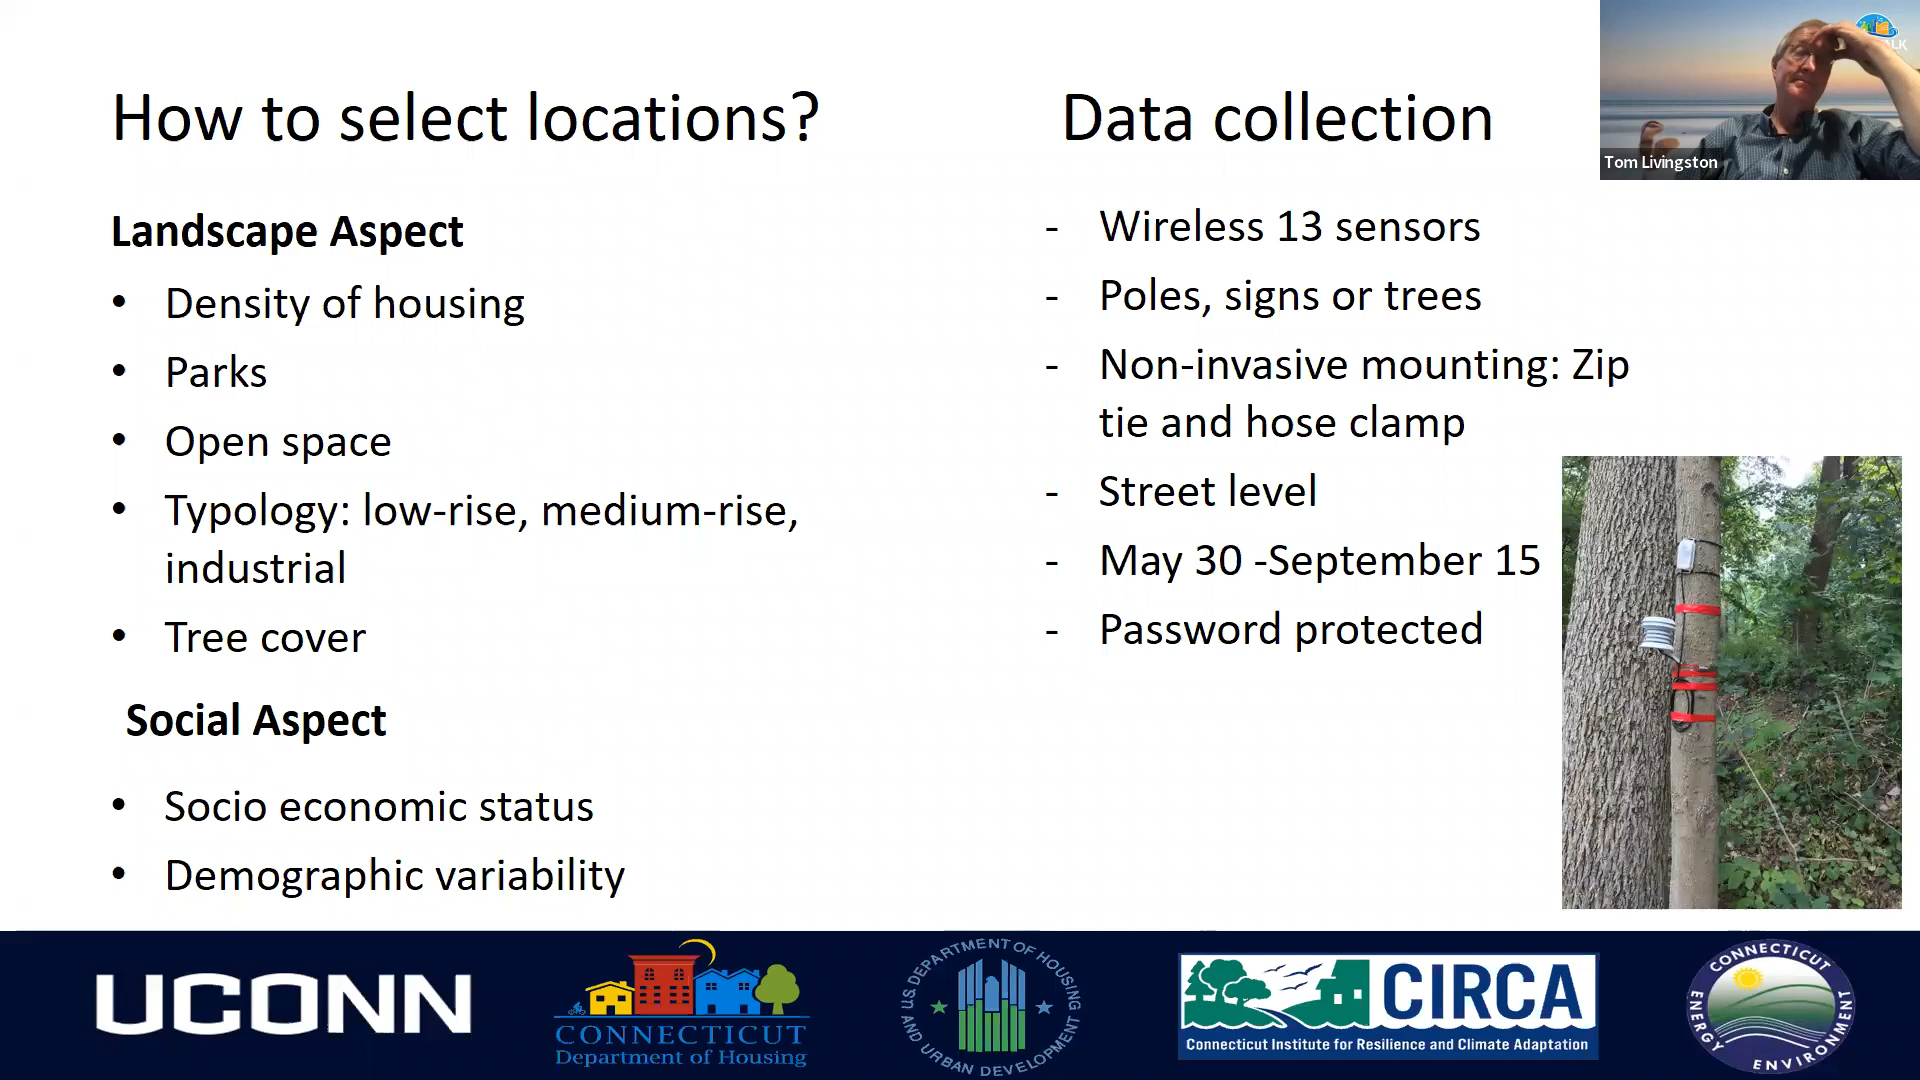 How to select locations?
Landscape Aspect
• Density of housing
• Parks
• Open space
• Typology: low-rise, medium-rise,
industrial
• Tree cover
Social Aspect
• Socio economic status
• Demographic variability
Data collection
- Wireless 13 sensors
- Poles, signs or trees
- Non-invasive mounting: Zip
tie and hose clamp
- Street level
- May 30 -September 15
- Password protected
Tom Livingston
UCONN
CONNECTICUT
Department of Housing
U.S. DEPARTMENT OF HOUSING
AND URBAN DEVELOPMENT
CIRCA
Connecticut Institute for Resilience and Climate Adaptation
CONNECTICUT
ENERGY
ENVIRONMENT